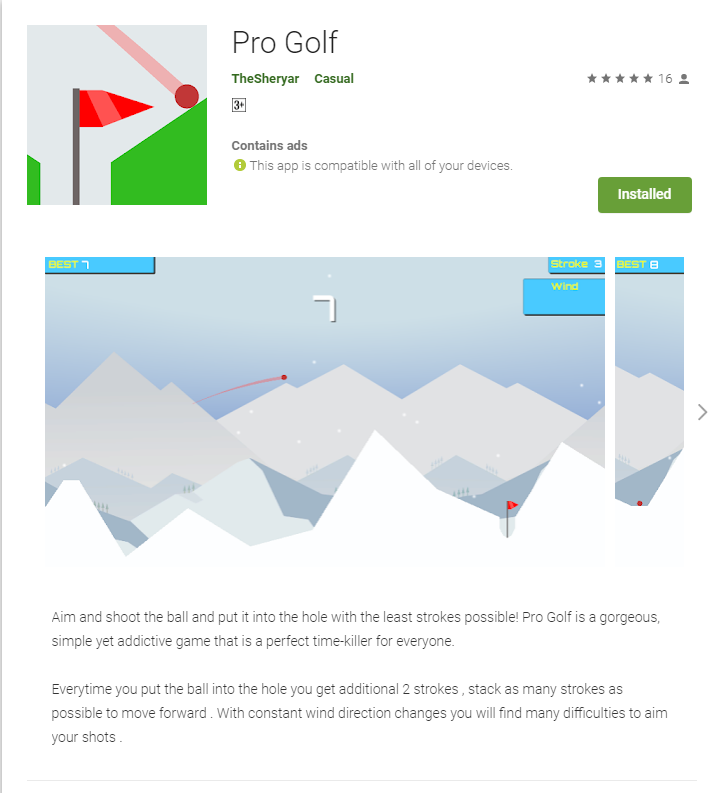 Pro Golf
TheSheryar Casual 16
3+
Contains ads
This app is compatible with all of your devices.
Installed
BEST 7
7
Stroke 3
Wind
BEST 8
Aim and shoot the ball and put it into the hole with the least strokes possible! Pro Golf is a gorgeous,
simple yet addictive game that is a perfect time-killer for everyone.
Everytime you put the ball into the hole you get additional 2 strokes , stack as many strokes as
possible to move forward . With constant wind direction changes you will find many difficulties to aim
your shots .